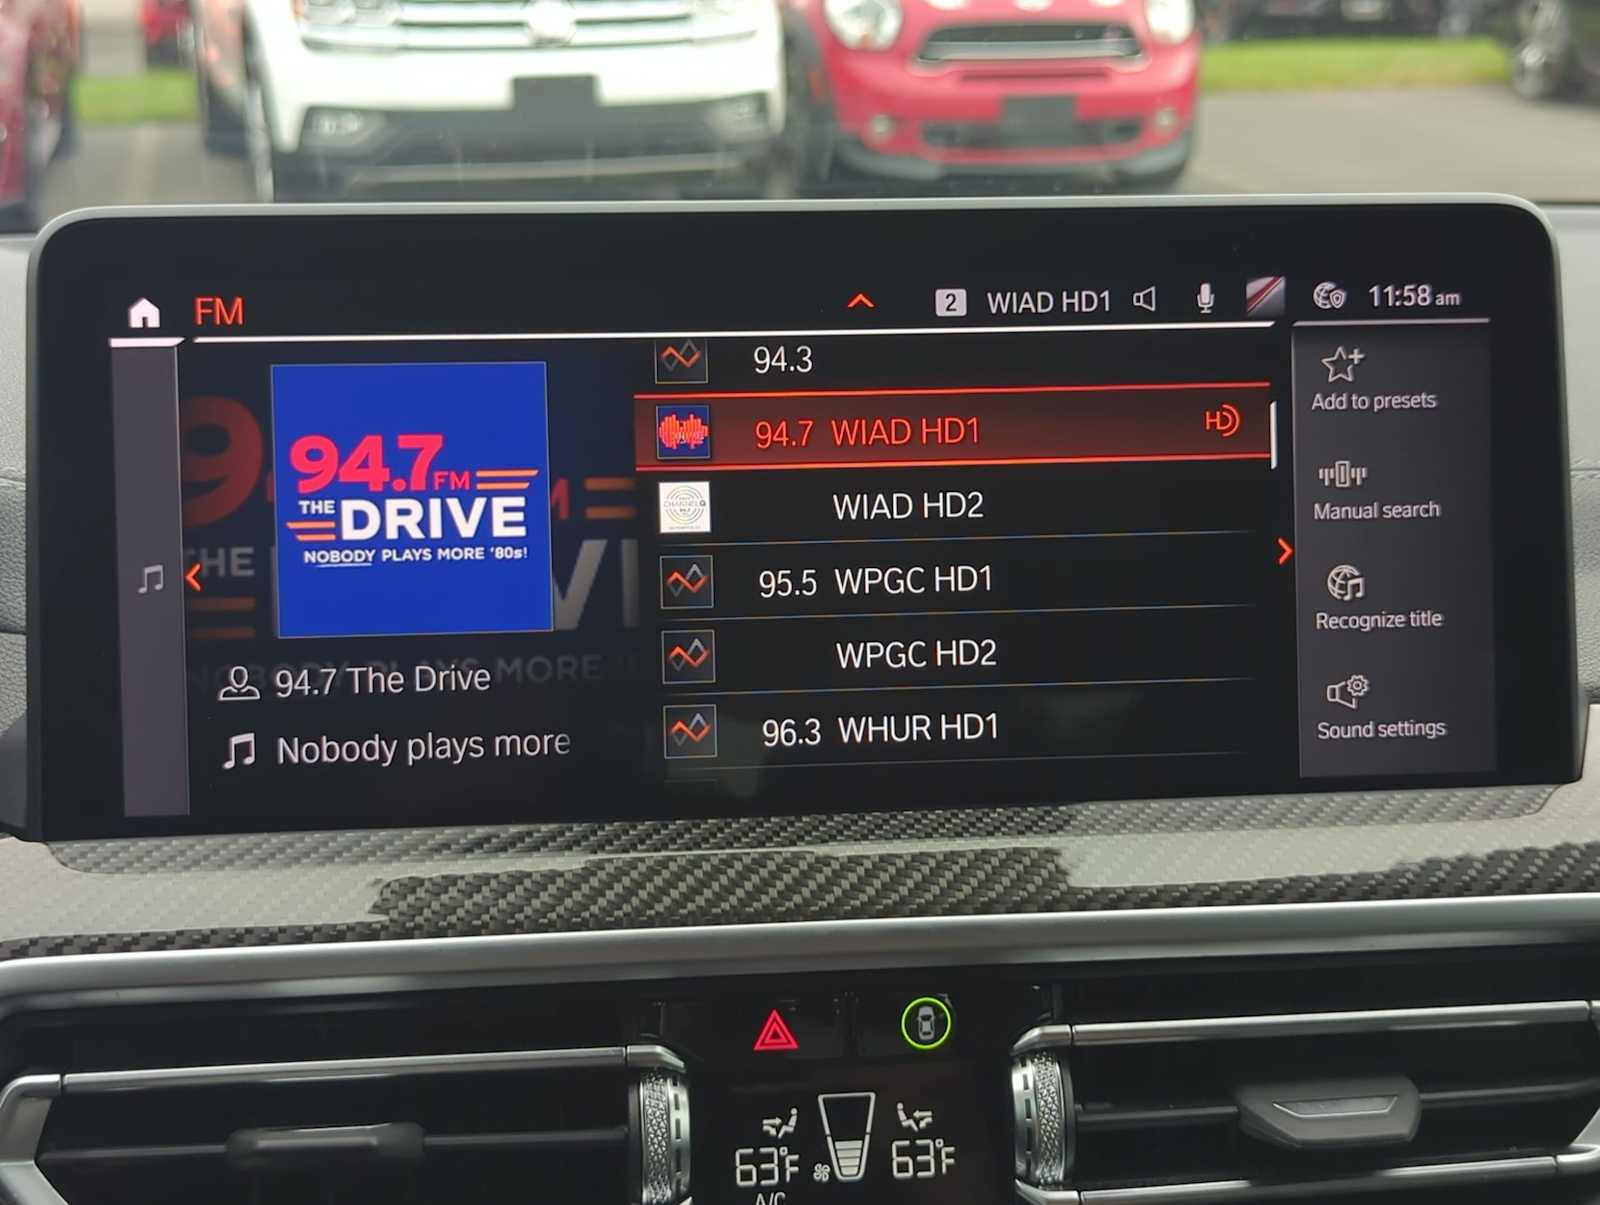 FM
2 WIAD HD1 11:58 am
94.7 FM
THE
DRIVE
NOBODY PLAYS MORE '80s!
94.7 The Drive
Nobody plays more
94.3
94.7 WIAD HD1 HD
WIAD HD2
95.5 WPGC HD1
WPGC HD2
96.3 WHUR HD1
Add to presets
Manual search
Recognize title
Sound settings
63°F 63°F
A/C